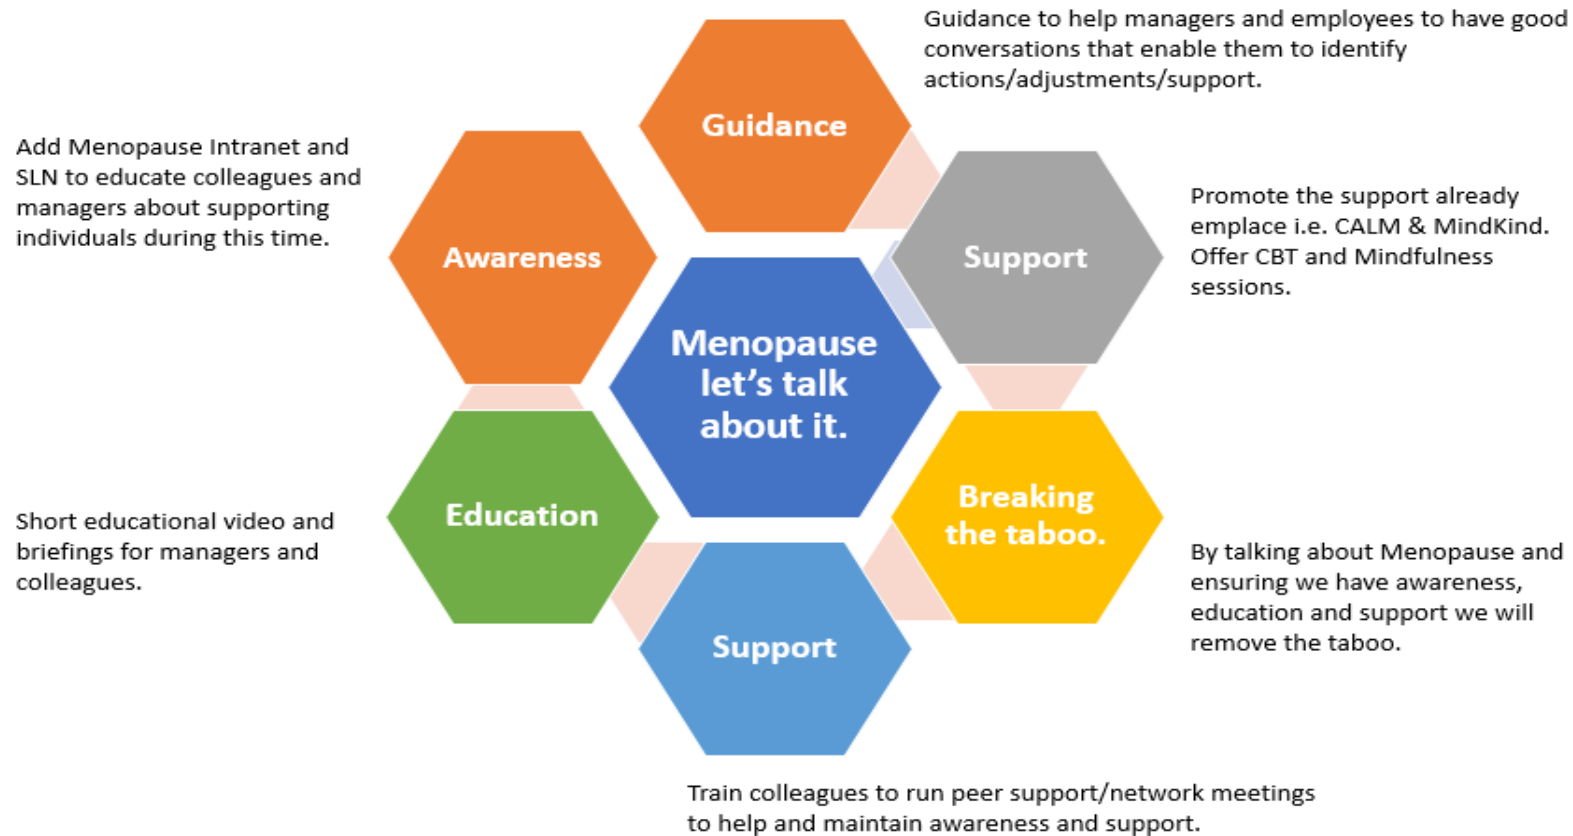 Guidance to help managers and employees to have good
conversations that enable them to identify
actions/adjustments/support.
Guidance
Add Menopause Intranet and
SLN to educate colleagues and
managers about supporting
individuals during this time.
Awareness
Support
Promote the support already
emplace i.e. CALM & MindKind.
Offer CBT and Mindfulness
sessions.
Menopause
let’s talk
about it.
Education
Short educational video and
briefings for managers and
colleagues.
Breaking
the taboo.
By talking about Menopause and
ensuring we have awareness,
education and support we will
remove the taboo.
Support
Train colleagues to run peer support/network meetings
to help and maintain awareness and support.